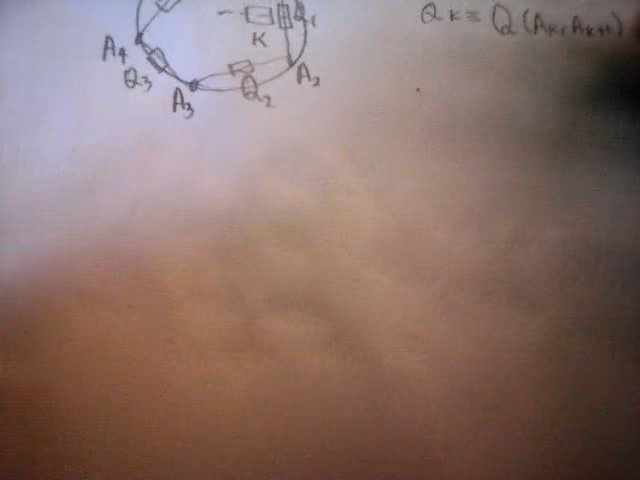 Q1
QK ≡ Q(AK, AK+1)
K
A4
A2
Q3
Q2
A3